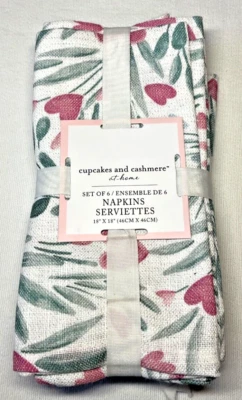 cupcakes and cashmere®
at home
SET OF 6 / ENSEMBLE DE 6
NAPKINS
SERVIETTES
18" X 18" (46CM X 46CM)